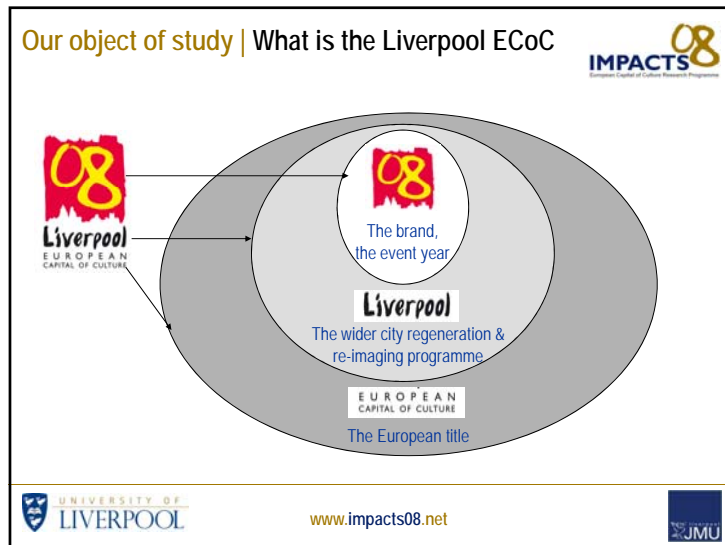 Our object of study | What is the Liverpool ECoC
IMPACTS 08
European Capital of Culture Research Programme
08
Liverpool
EUROPEAN
CAPITAL OF CULTURE
08
The brand,
the event year
Liverpool
The wider city regeneration &
re-imaging programme
EUROPEAN
CAPITAL OF CULTURE
The European title
UNIVERSITY OF
LIVERPOOL
www.impacts08.net
JMU